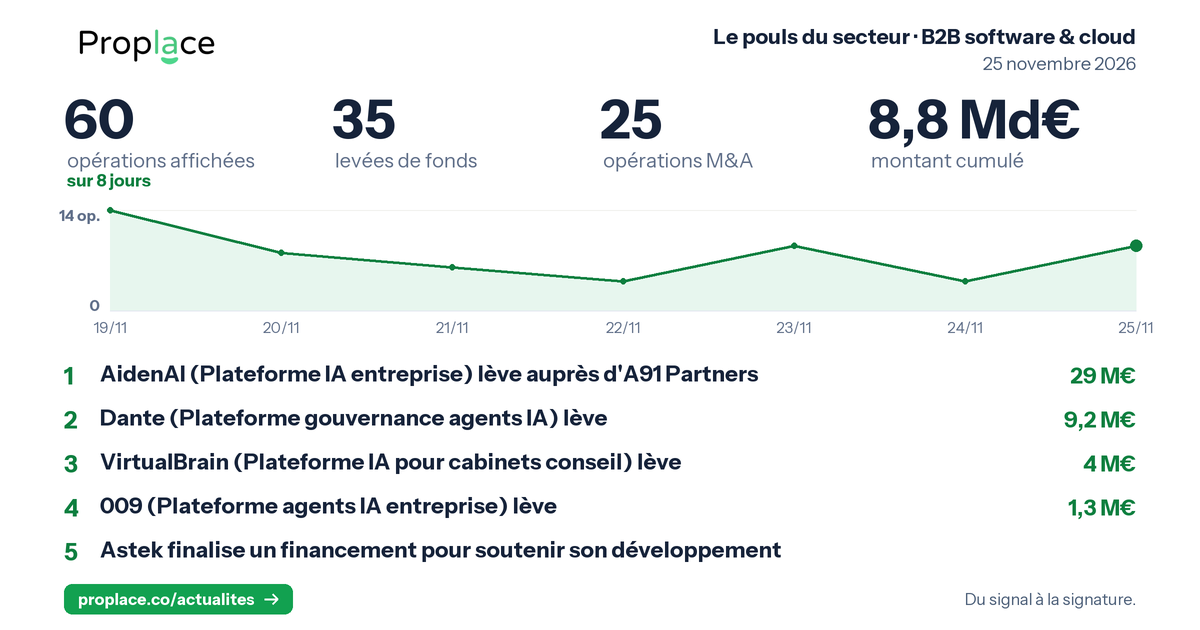 Proplace
Le pouls du secteur · B2B software & cloud
25 novembre 2026
60
opérations affichées
sur 8 jours
35
levées de fonds
25
opérations M&A
8,8 Md€
montant cumulé
14 op.
0
19/11 20/11 21/11 22/11 23/11 24/11 25/11
1 AidenAI (Plateforme IA entreprise) lève auprès d'A91 Partners 29 M€
2 Dante (Plateforme gouvernance agents IA) lève 9,2 M€
3 VirtualBrain (Plateforme IA pour cabinets conseil) lève 4 M€
4 009 (Plateforme agents IA entreprise) lève 1,3 M€
5 Astek finalise un financement pour soutenir son développement
proplace.co/actualites →
Du signal à la signature.